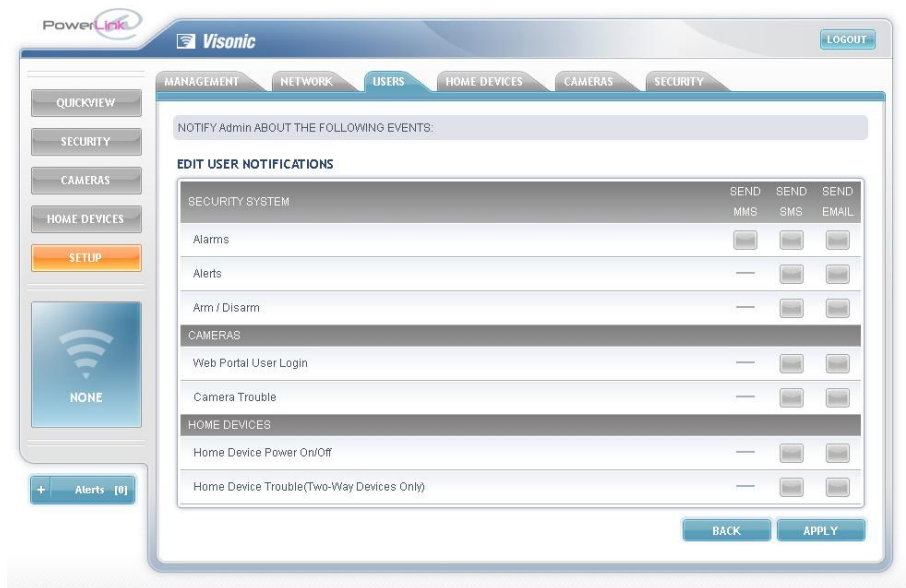 PowerLink
Visonic
LOGOUT
MANAGEMENT NETWORK USERS HOME DEVICES CAMERAS SECURITY
QUICKVIEW
SECURITY
CAMERAS
HOME DEVICES
SETUP
NONE
+ Alerts [0]
NOTIFY Admin ABOUT THE FOLLOWING EVENTS:
EDIT USER NOTIFICATIONS
SECURITY SYSTEM SEND MMS SEND SMS SEND EMAIL
Alarms
Alerts
Arm / Disarm
CAMERAS
Web Portal User Login
Camera Trouble
HOME DEVICES
Home Device Power On/Off
Home Device Trouble(Two-Way Devices Only)
BACK APPLY